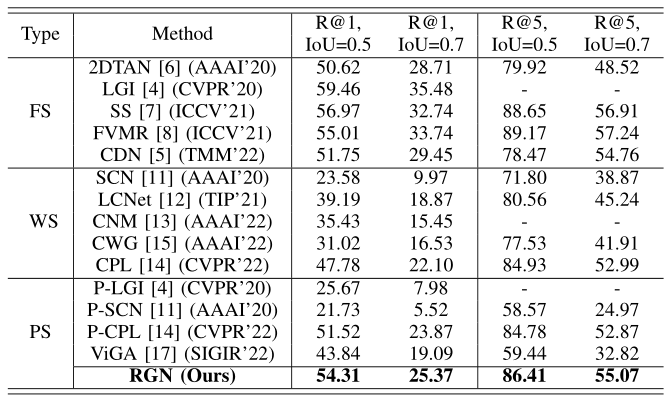 Type Method R@1, IoU=0.5 R@1, IoU=0.7 R@5, IoU=0.5 R@5, IoU=0.7
FS
2DTAN [6] (AAAI'20) 50.62 28.71 79.92 48.52
LGI [4] (CVPR'20) 59.46 35.48 - -
SS [7] (ICCV'21) 56.97 32.74 88.65 56.91
FVMR [8] (ICCV'21) 55.01 33.74 89.17 57.24
CDN [5] (TMM'22) 51.75 29.45 78.47 54.76
WS
SCN [11] (AAAI'20) 23.58 9.97 71.80 38.87
LCNet [12] (TIP'21) 39.19 18.87 80.56 45.24
CNM [13] (AAAI'22) 35.43 15.45 - -
CWG [15] (AAAI'22) 31.02 16.53 77.53 41.91
CPL [14] (CVPR'22) 47.78 22.10 84.93 52.99
PS
P-LGI [4] (CVPR'20) 25.67 7.98 - -
P-SCN [11] (AAAI'20) 21.73 5.52 58.57 24.97
P-CPL [14] (CVPR'22) 51.52 23.87 84.78 52.87
ViGA [17] (SIGIR'22) 43.84 19.09 59.44 32.82
RGN (Ours) 54.31 25.37 86.41 55.07